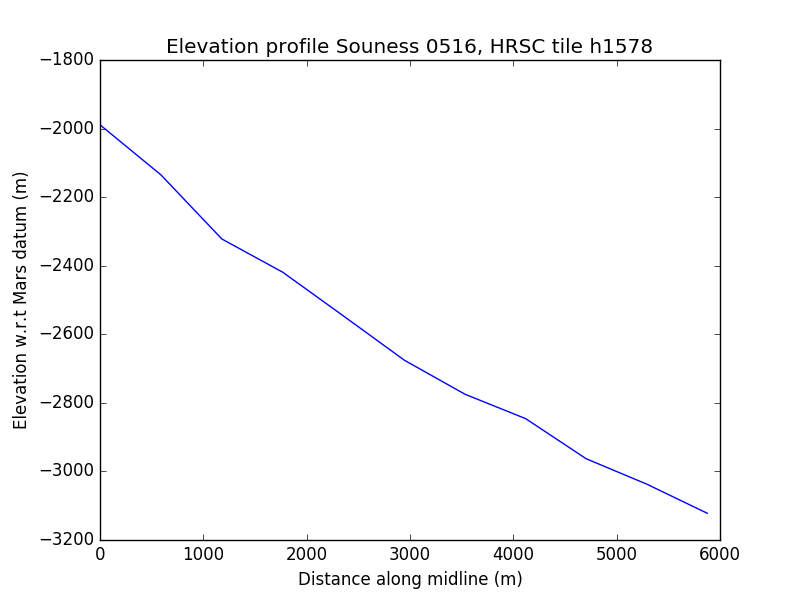 Elevation profile Souness 0516, HRSC tile h1578
−1800
−2000
−2200
−2400
−2600
−2800
−3000
−3200
Elevation w.r.t Mars datum (m)
0 1000 2000 3000 4000 5000 6000
Distance along midline (m)